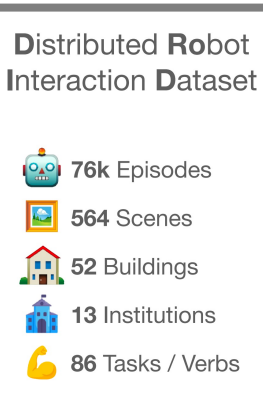 Distributed Robot
Interaction Dataset
76k Episodes
564 Scenes
52 Buildings
13 Institutions
86 Tasks / Verbs